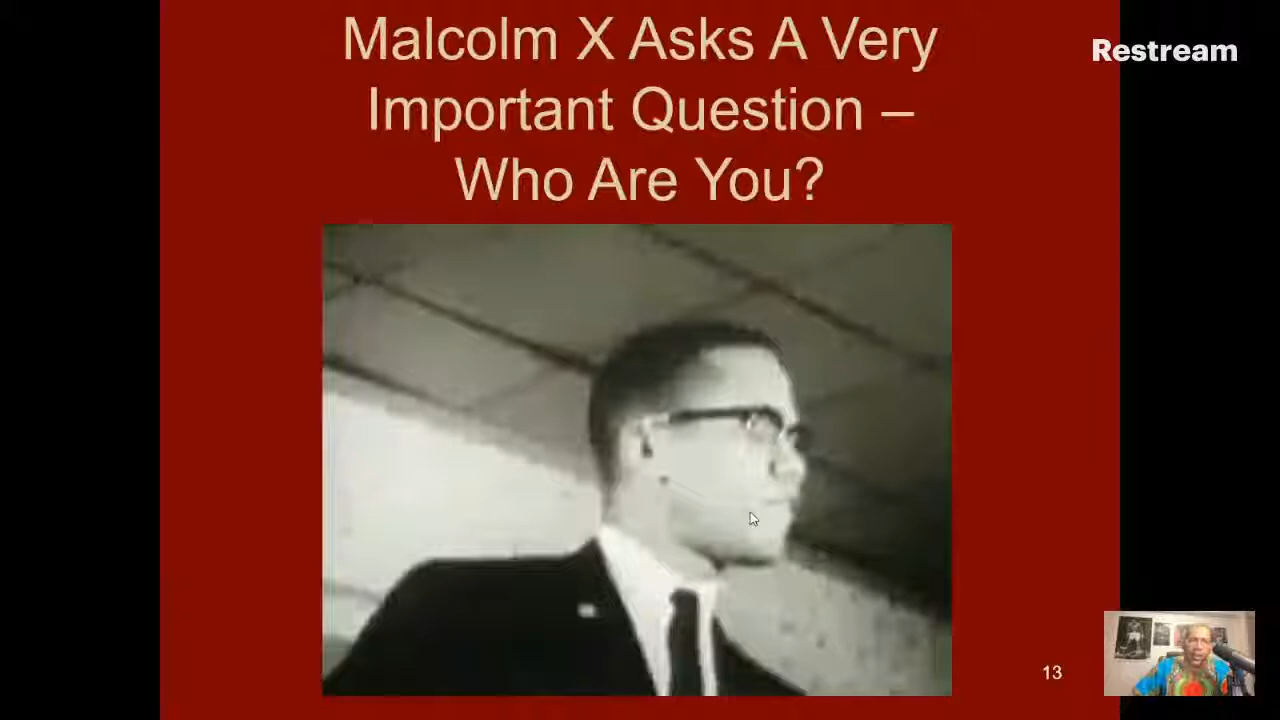 Malcolm X Asks A Very
Important Question –
Who Are You?
Restream
13